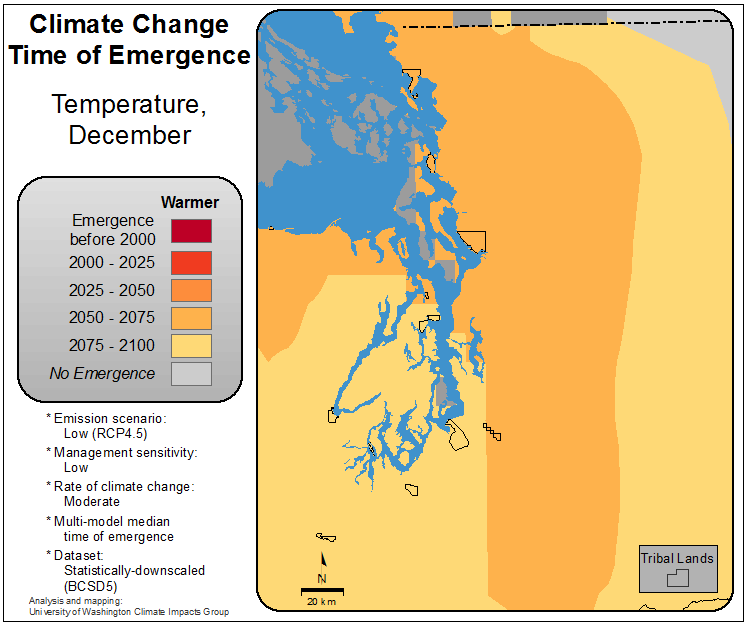 Climate Change
Time of Emergence
Temperature,
December
Warmer
Emergence
before 2000
2000 - 2025
2025 - 2050
2050 - 2075
2075 - 2100
No Emergence
* Emission scenario:
Low (RCP4.5)
* Management sensitivity:
Low
* Rate of climate change:
Moderate
* Multi-model median
time of emergence
* Dataset:
Statistically-downscaled
(BCSD5)
Analysis and mapping:
University of Washington Climate Impacts Group
N
20 km
Tribal Lands